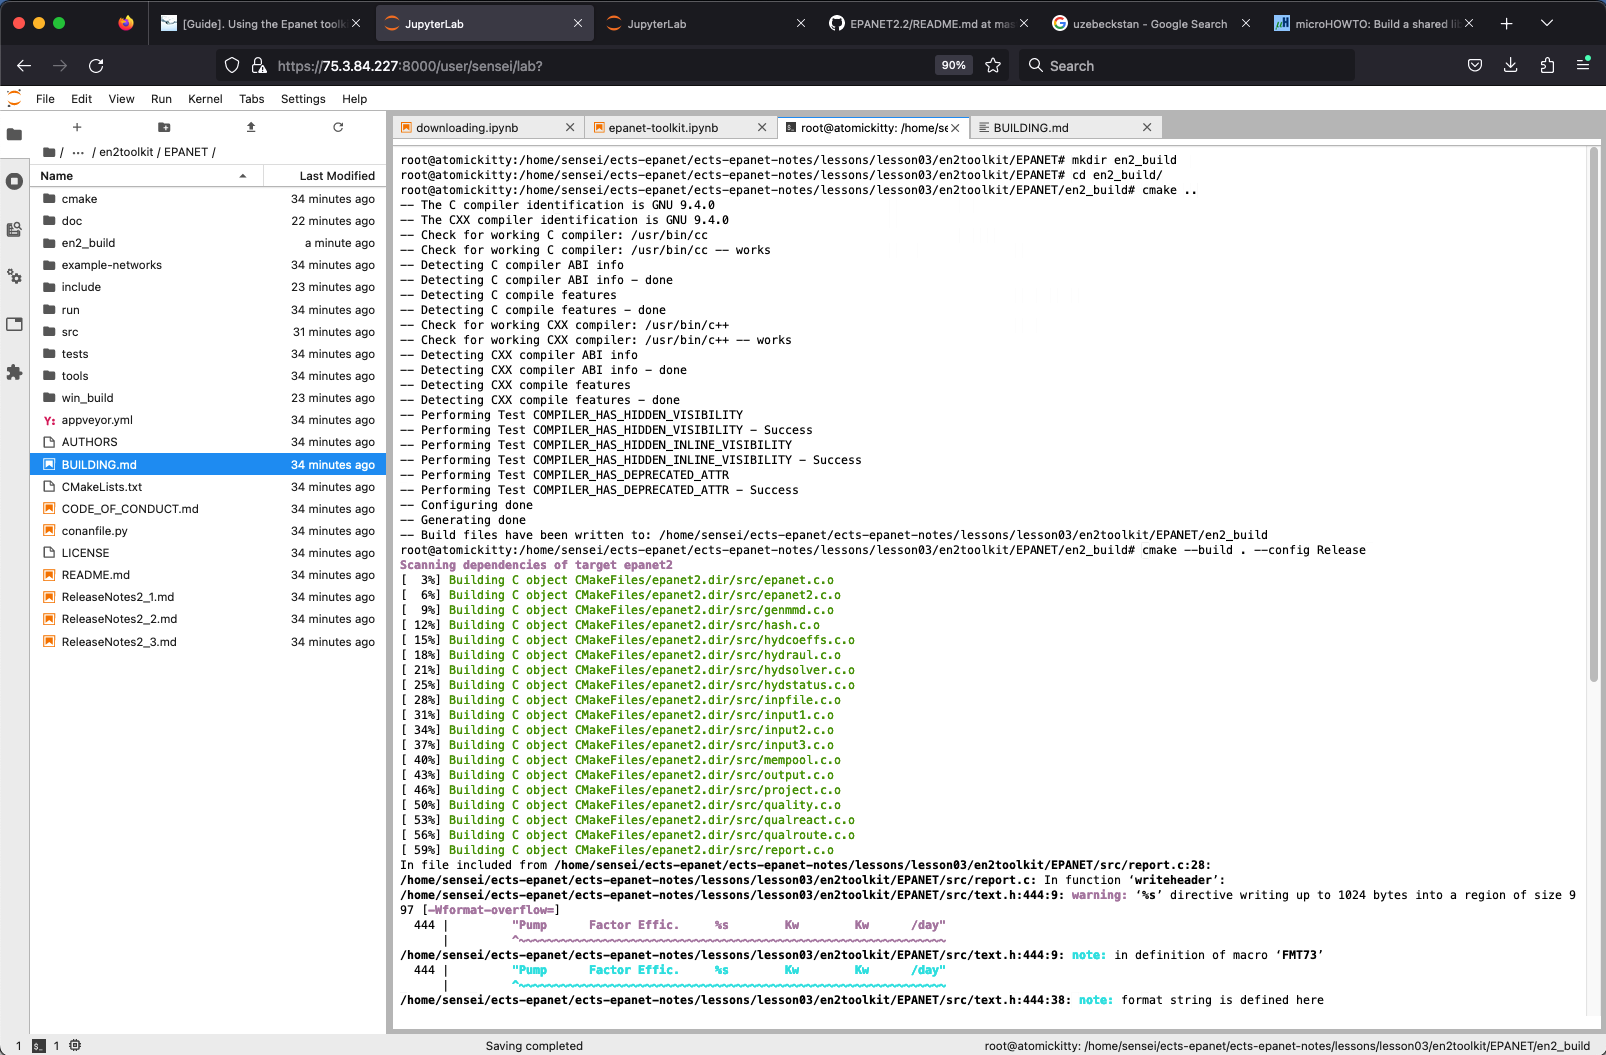 [Guide]. Using the Epanet toolk
JupyterLab
JupyterLab
EPANET2.2/README.md at mas
uzebeckstan - Google Search
microHOWTO: Build a shared lib
https://75.3.84.227:8000/user/sensei/lab?
90%
Search
File Edit View Run Kernel Tabs Settings Help
/ ... / en2toolkit / EPANET /
Name Last Modified
cmake 34 minutes ago
doc 22 minutes ago
en2_build a minute ago
example-networks 34 minutes ago
include 23 minutes ago
run 34 minutes ago
src 31 minutes ago
tests 34 minutes ago
tools 34 minutes ago
win_build 23 minutes ago
Y: appveyor.yml 34 minutes ago
AUTHORS 34 minutes ago
BUILDING.md 34 minutes ago
CMakeLists.txt 34 minutes ago
CODE_OF_CONDUCT.md 34 minutes ago
conanfile.py 34 minutes ago
LICENSE 34 minutes ago
README.md 34 minutes ago
ReleaseNotes2_1.md 34 minutes ago
ReleaseNotes2_2.md 34 minutes ago
ReleaseNotes2_3.md 34 minutes ago
downloading.ipynb
epanet-toolkit.ipynb
root@atomickitty: /home/se
BUILDING.md
root@atomickitty:/home/sensei/ects-epanet/ects-epanet-notes/lessons/lesson03/en2toolkit/EPANET# mkdir en2_build
root@atomickitty:/home/sensei/ects-epanet/ects-epanet-notes/lessons/lesson03/en2toolkit/EPANET# cd en2_build/
root@atomickitty:/home/sensei/ects-epanet/ects-epanet-notes/lessons/lesson03/en2toolkit/EPANET/en2_build# cmake ..
-- The C compiler identification is GNU 9.4.0
-- The CXX compiler identification is GNU 9.4.0
-- Check for working C compiler: /usr/bin/cc
-- Check for working C compiler: /usr/bin/cc -- works
-- Detecting C compiler ABI info
-- Detecting C compiler ABI info - done
-- Detecting C compile features
-- Detecting C compile features - done
-- Check for working CXX compiler: /usr/bin/c++
-- Check for working CXX compiler: /usr/bin/c++ -- works
-- Detecting CXX compiler ABI info
-- Detecting CXX compiler ABI info - done
-- Detecting CXX compile features
-- Detecting CXX compile features - done
-- Performing Test COMPILER_HAS_HIDDEN_VISIBILITY
-- Performing Test COMPILER_HAS_HIDDEN_VISIBILITY - Success
-- Performing Test COMPILER_HAS_HIDDEN_INLINE_VISIBILITY
-- Performing Test COMPILER_HAS_HIDDEN_INLINE_VISIBILITY - Success
-- Performing Test COMPILER_HAS_DEPRECATED_ATTR
-- Performing Test COMPILER_HAS_DEPRECATED_ATTR - Success
-- Configuring done
-- Generating done
-- Build files have been written to: /home/sensei/ects-epanet/ects-epanet-notes/lessons/lesson03/en2toolkit/EPANET/en2_build
root@atomickitty:/home/sensei/ects-epanet/ects-epanet-notes/lessons/lesson03/en2toolkit/EPANET/en2_build# cmake --build . --config Release
Scanning dependencies of target epanet2
[  3%] Building C object CMakeFiles/epanet2.dir/src/epanet.c.o
[  6%] Building C object CMakeFiles/epanet2.dir/src/epanet2.c.o
[  9%] Building C object CMakeFiles/epanet2.dir/src/genmmd.c.o
[ 12%] Building C object CMakeFiles/epanet2.dir/src/hash.c.o
[ 15%] Building C object CMakeFiles/epanet2.dir/src/hydcoeffs.c.o
[ 18%] Building C object CMakeFiles/epanet2.dir/src/hydraul.c.o
[ 21%] Building C object CMakeFiles/epanet2.dir/src/hydsolver.c.o
[ 25%] Building C object CMakeFiles/epanet2.dir/src/hydstatus.c.o
[ 28%] Building C object CMakeFiles/epanet2.dir/src/inpfile.c.o
[ 31%] Building C object CMakeFiles/epanet2.dir/src/input1.c.o
[ 34%] Building C object CMakeFiles/epanet2.dir/src/input2.c.o
[ 37%] Building C object CMakeFiles/epanet2.dir/src/input3.c.o
[ 40%] Building C object CMakeFiles/epanet2.dir/src/mempool.c.o
[ 43%] Building C object CMakeFiles/epanet2.dir/src/output.c.o
[ 46%] Building C object CMakeFiles/epanet2.dir/src/project.c.o
[ 50%] Building C object CMakeFiles/epanet2.dir/src/quality.c.o
[ 53%] Building C object CMakeFiles/epanet2.dir/src/qualreact.c.o
[ 56%] Building C object CMakeFiles/epanet2.dir/src/qualroute.c.o
[ 59%] Building C object CMakeFiles/epanet2.dir/src/report.c.o
In file included from /home/sensei/ects-epanet/ects-epanet-notes/lessons/lesson03/en2toolkit/EPANET/src/report.c:28:
/home/sensei/ects-epanet/ects-epanet-notes/lessons/lesson03/en2toolkit/EPANET/src/report.c: In function ‘writeheader’:
/home/sensei/ects-epanet/ects-epanet-notes/lessons/lesson03/en2toolkit/EPANET/src/text.h:444:9: warning: ‘%s’ directive writing up to 1024 bytes into a region of size 9
97 [-Wformat-overflow=]
444 | "Pump Factor Effic. %s Kw Kw /day"
| ^~~~~~~~~~~~~~~~~~~~~~~~~~~~~~~~~~~~~~~~~~~~~~~~~~~~~~~~~~~~~~
/home/sensei/ects-epanet/ects-epanet-notes/lessons/lesson03/en2toolkit/EPANET/src/text.h:444:9: note: in definition of macro ‘FMT73’
444 | "Pump Factor Effic. %s Kw Kw /day"
| ^~~~~~~~~~~~~~~~~~~~~~~~~~~~~~~~~~~~~~~~~~~~~~~~~~~~~~~~~~~~~~
/home/sensei/ects-epanet/ects-epanet-notes/lessons/lesson03/en2toolkit/EPANET/src/text.h:444:38: note: format string is defined here
1 $_ 1
Saving completed
root@atomickitty: /home/sensei/ects-epanet/ects-epanet-notes/lessons/lesson03/en2toolkit/EPANET/en2_build